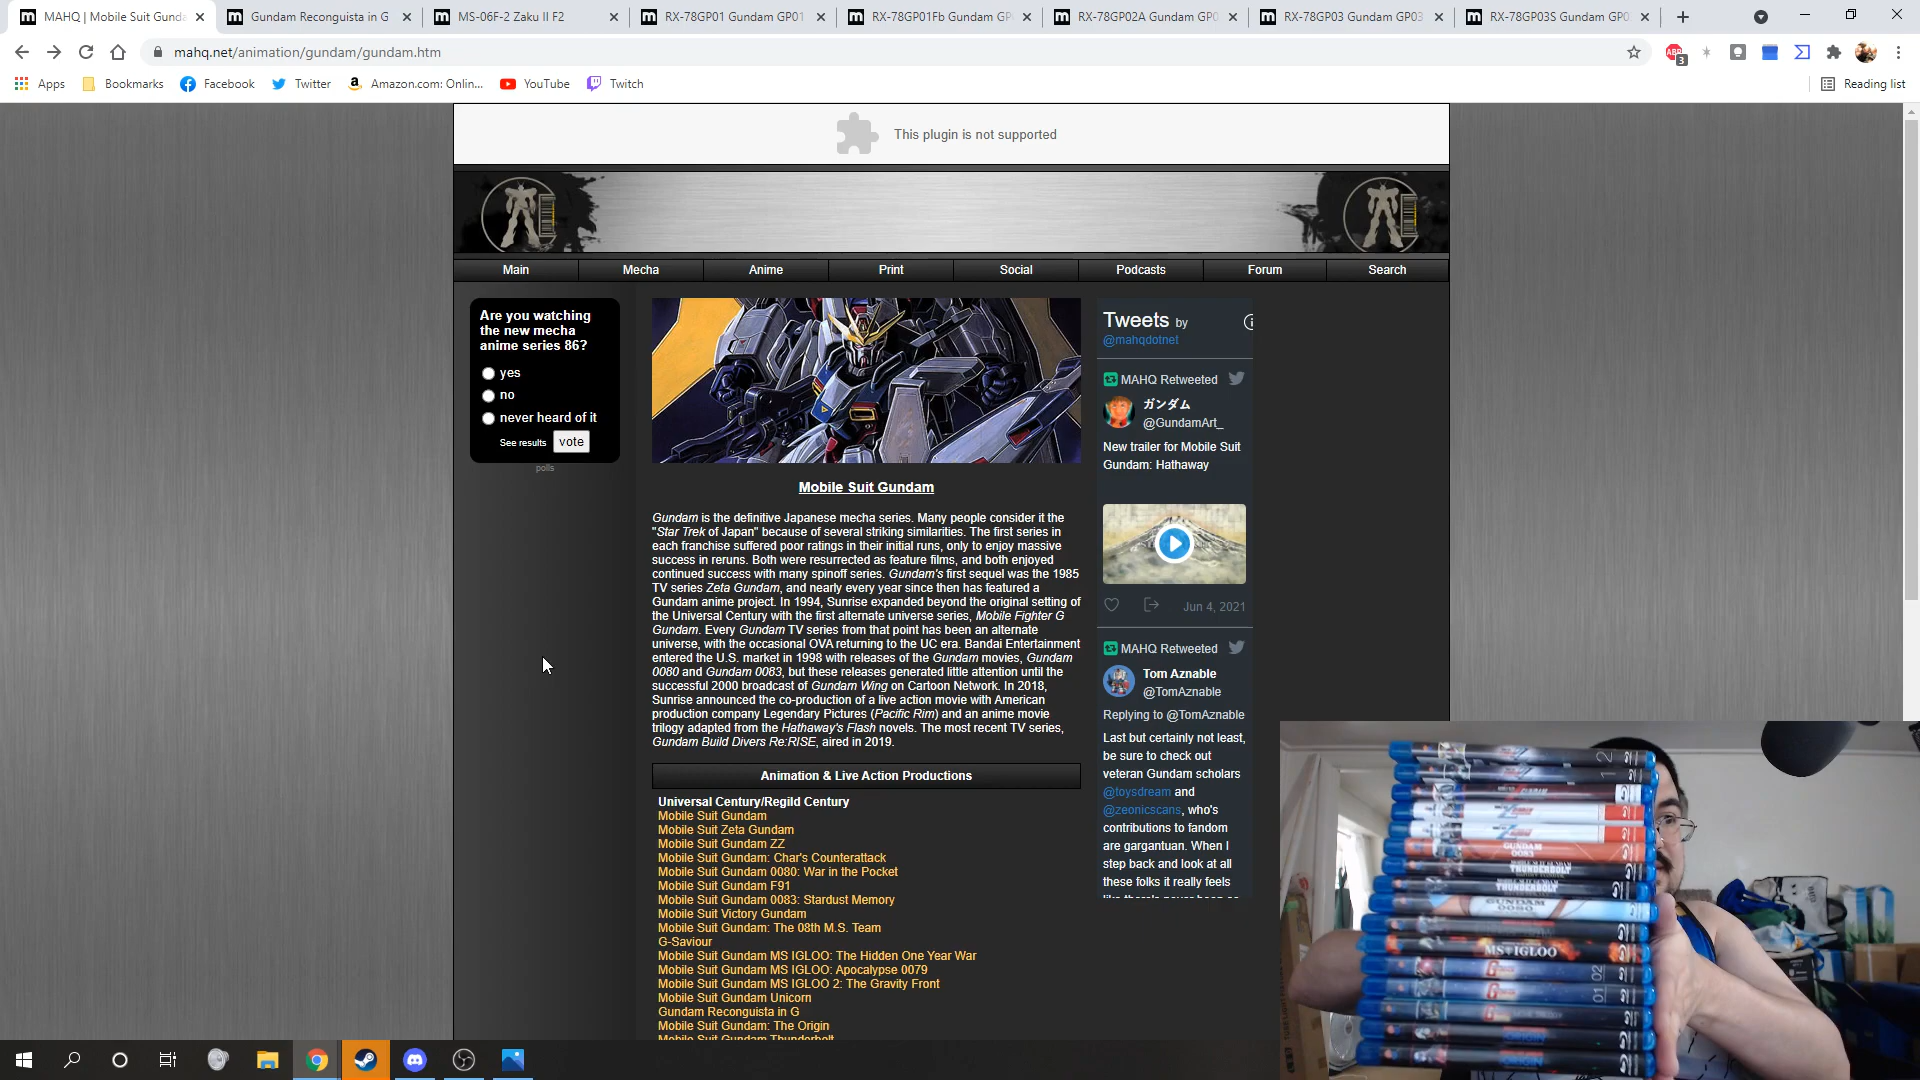 MAHQ | Mobile Suit Gunda
Gundam Reconguista in G
MS-06F-2 Zaku II F2
RX-78GP01 Gundam GP01
RX-78GP01Fb Gundam GP
RX-78GP02A Gundam GP0
RX-78GP03 Gundam GP03
RX-78GP03S Gundam GP0
mahq.net/animation/gundam/gundam.htm
ABP
3
Apps
Bookmarks
Facebook
Twitter
Amazon.com: Onlin...
YouTube
Twitch
Reading list
This plugin is not supported
Main
Mecha
Anime
Print
Social
Podcasts
Forum
Search
Are you watching
the new mecha
anime series 86?
yes
no
never heard of it
See results
vote
polls
Mobile Suit Gundam
Gundam is the definitive Japanese mecha series. Many people consider it the
"Star Trek of Japan" because of several striking similarities. The first series in
each franchise suffered poor ratings in their initial runs, only to enjoy massive
success in reruns. Both were resurrected as feature films, and both enjoyed
continued success with many spinoff series. Gundam's first sequel was the 1985
TV series Zeta Gundam, and nearly every year since then has featured a
Gundam anime project. In 1994, Sunrise expanded beyond the original setting of
the Universal Century with the first alternate universe series, Mobile Fighter G
Gundam. Every Gundam TV series from that point has been an alternate
universe, with the occasional OVA returning to the UC era. Bandai Entertainment
entered the U.S. market in 1998 with releases of the Gundam movies, Gundam
0080 and Gundam 0083, but these releases generated little attention until the
successful 2000 broadcast of Gundam Wing on Cartoon Network. In 2018,
Sunrise announced the co-production of a live action movie with American
production company Legendary Pictures (Pacific Rim) and an anime movie
trilogy adapted from the Hathaway's Flash novels. The most recent TV series,
Gundam Build Divers Re:RISE, aired in 2019.
Animation & Live Action Productions
Universal Century/Regild Century
Mobile Suit Gundam
Mobile Suit Zeta Gundam
Mobile Suit Gundam ZZ
Mobile Suit Gundam: Char's Counterattack
Mobile Suit Gundam 0080: War in the Pocket
Mobile Suit Gundam F91
Mobile Suit Gundam 0083: Stardust Memory
Mobile Suit Victory Gundam
Mobile Suit Gundam: The 08th M.S. Team
G-Saviour
Mobile Suit Gundam MS IGLOO: The Hidden One Year War
Mobile Suit Gundam MS IGLOO: Apocalypse 0079
Mobile Suit Gundam MS IGLOO 2: The Gravity Front
Mobile Suit Gundam Unicorn
Gundam Reconguista in G
Mobile Suit Gundam: The Origin
Mobile Suit Gundam Thunderbolt
Tweets by
@mahqdotnet
MAHQ Retweeted
ガンダム
@GundamArt_
New trailer for Mobile Suit
Gundam: Hathaway
Jun 4, 2021
MAHQ Retweeted
Tom Aznable
@TomAznable
Replying to @TomAznable
Last but certainly not least,
be sure to check out
veteran Gundam scholars
@toysdream and
@zeonicscans, who's
contributions to fandom
are gargantuan. When I
step back and look at all
these folks it really feels
2
1
GUNDAM
0083
THUNDERBOLT
THUNDERBOLT
GUNDAM
0080
MS IGLOO
02
01
ORIGIN
ORIGIN